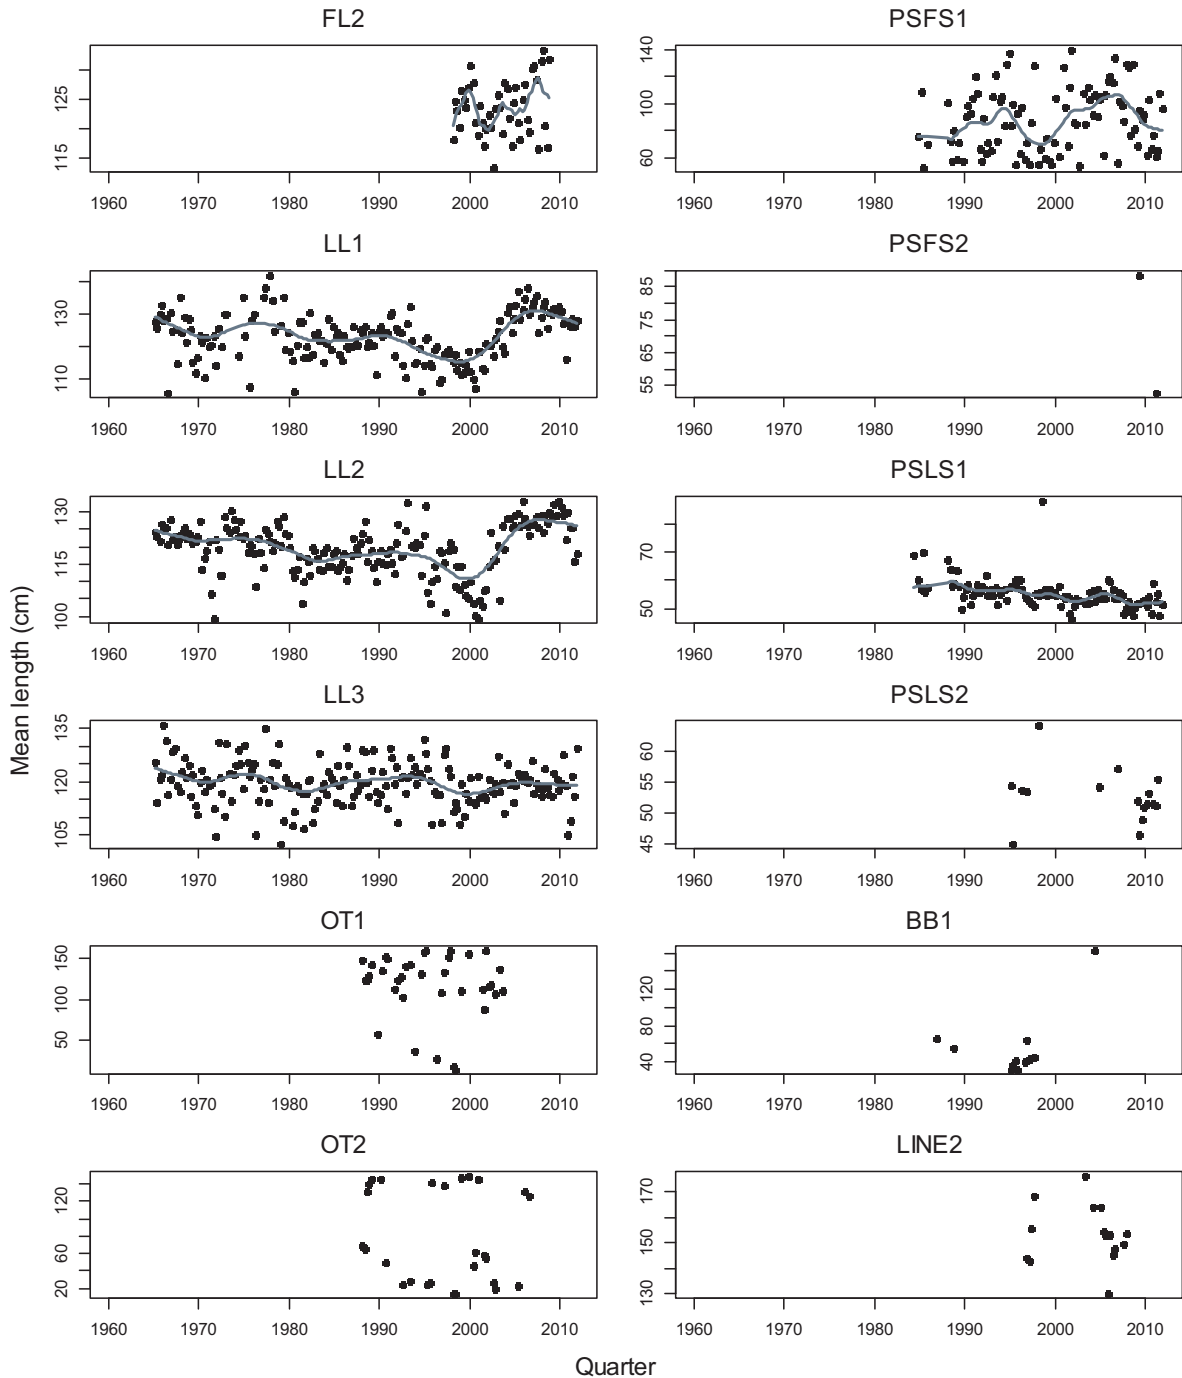 FL2
115 125
1960 1970 1980 1990 2000 2010
PSFS1
60 100 140
1960 1970 1980 1990 2000 2010
LL1
110 130
1960 1970 1980 1990 2000 2010
PSFS2
55 65 75 85
1960 1970 1980 1990 2000 2010
LL2
100 115 130
1960 1970 1980 1990 2000 2010
PSLS1
50 70
1960 1970 1980 1990 2000 2010
Mean length (cm)
LL3
105 120 135
1960 1970 1980 1990 2000 2010
PSLS2
45 50 55 60
1960 1970 1980 1990 2000 2010
OT1
50 100 150
1960 1970 1980 1990 2000 2010
BB1
40 80 120
1960 1970 1980 1990 2000 2010
OT2
20 60 120
1960 1970 1980 1990 2000 2010
LINE2
130 150 170
1960 1970 1980 1990 2000 2010
Quarter